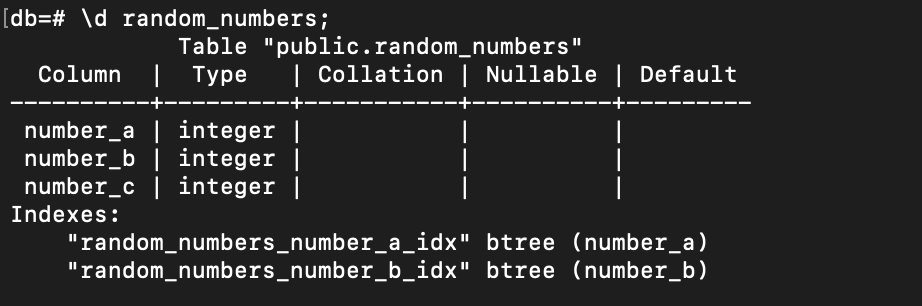 [db=# \d random_numbers;
            Table "public.random_numbers"
  Column  |  Type   | Collation | Nullable | Default
----------+---------+-----------+----------+---------
 number_a | integer |           |          |
 number_b | integer |           |          |
 number_c | integer |           |          |
Indexes:
    "random_numbers_number_a_idx" btree (number_a)
    "random_numbers_number_b_idx" btree (number_b)